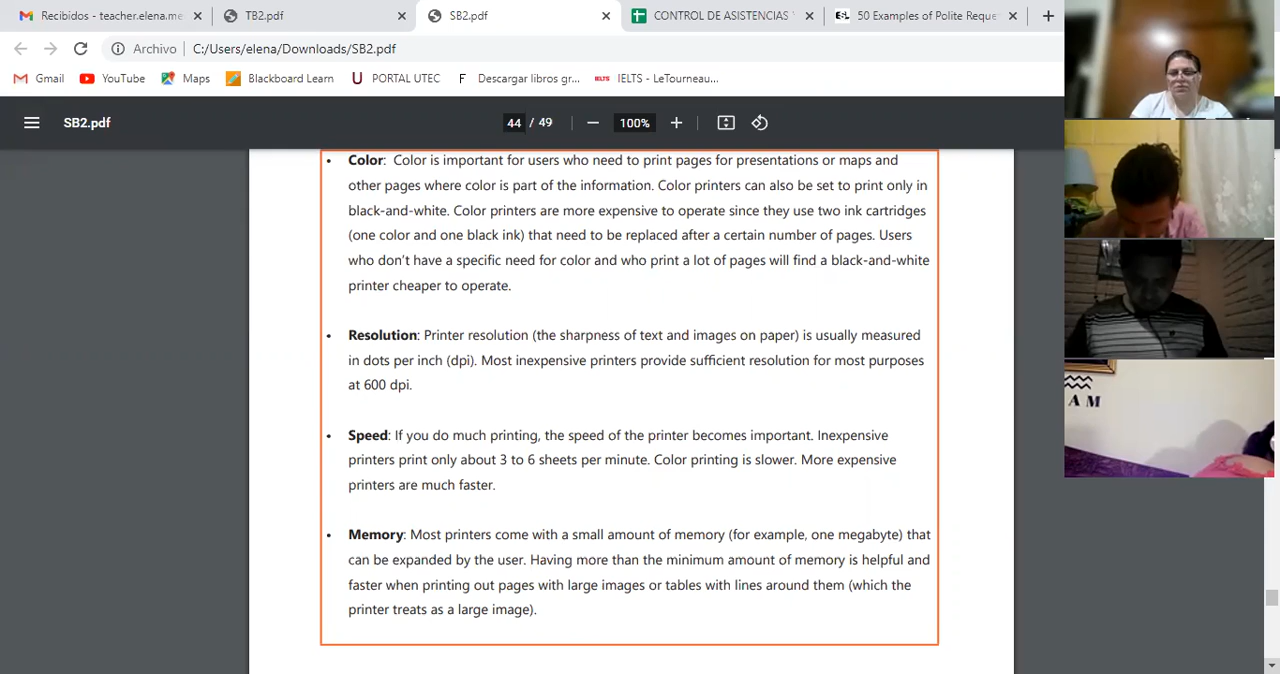 Recibidos - teacher.elena.me
TB2.pdf
SB2.pdf
CONTROL DE ASISTENCIAS
50 Examples of Polite Reque
Archivo
C:/Users/elena/Downloads/SB2.pdf
Gmail
YouTube
Maps
Blackboard Learn
PORTAL UTEC
Descargar libros gr...
IELTS - LeTourneau...
SB2.pdf
44 / 49
100%
• Color: Color is important for users who need to print pages for presentations or maps and
other pages where color is part of the information. Color printers can also be set to print only in
black-and-white. Color printers are more expensive to operate since they use two ink cartridges
(one color and one black ink) that need to be replaced after a certain number of pages. Users
who don't have a specific need for color and who print a lot of pages will find a black-and-white
printer cheaper to operate.
• Resolution: Printer resolution (the sharpness of text and images on paper) is usually measured
in dots per inch (dpi). Most inexpensive printers provide sufficient resolution for most purposes
at 600 dpi.
• Speed: If you do much printing, the speed of the printer becomes important. Inexpensive
printers print only about 3 to 6 sheets per minute. Color printing is slower. More expensive
printers are much faster.
• Memory: Most printers come with a small amount of memory (for example, one megabyte) that
can be expanded by the user. Having more than the minimum amount of memory is helpful and
faster when printing out pages with large images or tables with lines around them (which the
printer treats as a large image).
A M